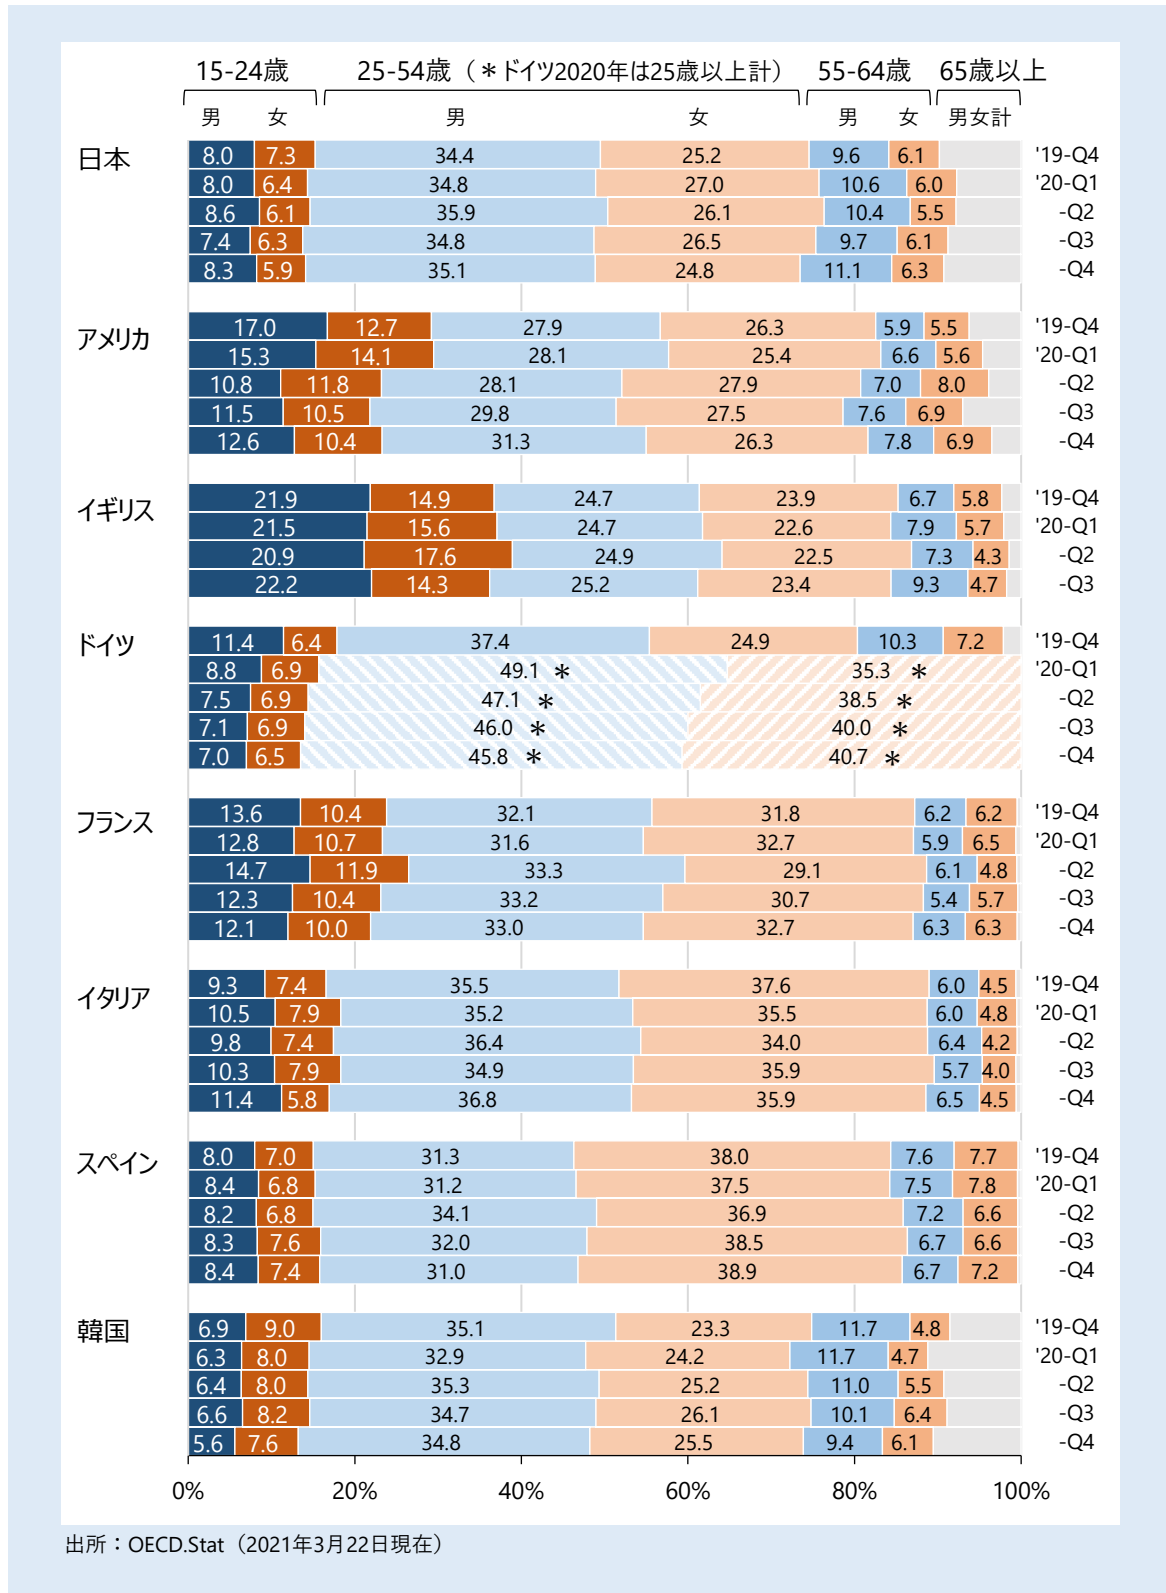 15-24歳 25-54歳（＊ドイツ2020年は25歳以上計） 55-64歳 65歳以上
男 女 男 女 男 女 男女計
日本 8.0 7.3 34.4 25.2 9.6 6.1 '19-Q4
8.0 6.4 34.8 27.0 10.6 6.0 '20-Q1
8.6 6.1 35.9 26.1 10.4 5.5 -Q2
7.4 6.3 34.8 26.5 9.7 6.1 -Q3
8.3 5.9 35.1 24.8 11.1 6.3 -Q4
アメリカ 17.0 12.7 27.9 26.3 5.9 5.5 '19-Q4
15.3 14.1 28.1 25.4 6.6 5.6 '20-Q1
10.8 11.8 28.1 27.9 7.0 8.0 -Q2
11.5 10.5 29.8 27.5 7.6 6.9 -Q3
12.6 10.4 31.3 26.3 7.8 6.9 -Q4
イギリス 21.9 14.9 24.7 23.9 6.7 5.8 '19-Q4
21.5 15.6 24.7 22.6 7.9 5.7 '20-Q1
20.9 17.6 24.9 22.5 7.3 4.3 -Q2
22.2 14.3 25.2 23.4 9.3 4.7 -Q3
ドイツ 11.4 6.4 37.4 24.9 10.3 7.2 '19-Q4
8.8 6.9 49.1 ＊ 35.3 ＊ '20-Q1
7.5 6.9 47.1 ＊ 38.5 ＊ -Q2
7.1 6.9 46.0 ＊ 40.0 ＊ -Q3
7.0 6.5 45.8 ＊ 40.7 ＊ -Q4
フランス 13.6 10.4 32.1 31.8 6.2 6.2 '19-Q4
12.8 10.7 31.6 32.7 5.9 6.5 '20-Q1
14.7 11.9 33.3 29.1 6.1 4.8 -Q2
12.3 10.4 33.2 30.7 5.4 5.7 -Q3
12.1 10.0 33.0 32.7 6.3 6.3 -Q4
イタリア 9.3 7.4 35.5 37.6 6.0 4.5 '19-Q4
10.5 7.9 35.2 35.5 6.0 4.8 '20-Q1
9.8 7.4 36.4 34.0 6.4 4.2 -Q2
10.3 7.9 34.9 35.9 5.7 4.0 -Q3
11.4 5.8 36.8 35.9 6.5 4.5 -Q4
スペイン 8.0 7.0 31.3 38.0 7.6 7.7 '19-Q4
8.4 6.8 31.2 37.5 7.5 7.8 '20-Q1
8.2 6.8 34.1 36.9 7.2 6.6 -Q2
8.3 7.6 32.0 38.5 6.7 6.6 -Q3
8.4 7.4 31.0 38.9 6.7 7.2 -Q4
韓国 6.9 9.0 35.1 23.3 11.7 4.8 '19-Q4
6.3 8.0 32.9 24.2 11.7 4.7 '20-Q1
6.4 8.0 35.3 25.2 11.0 5.5 -Q2
6.6 8.2 34.7 26.1 10.1 6.4 -Q3
5.6 7.6 34.8 25.5 9.4 6.1 -Q4
0% 20% 40% 60% 80% 100%
出所：OECD.Stat（2021年3月22日現在）